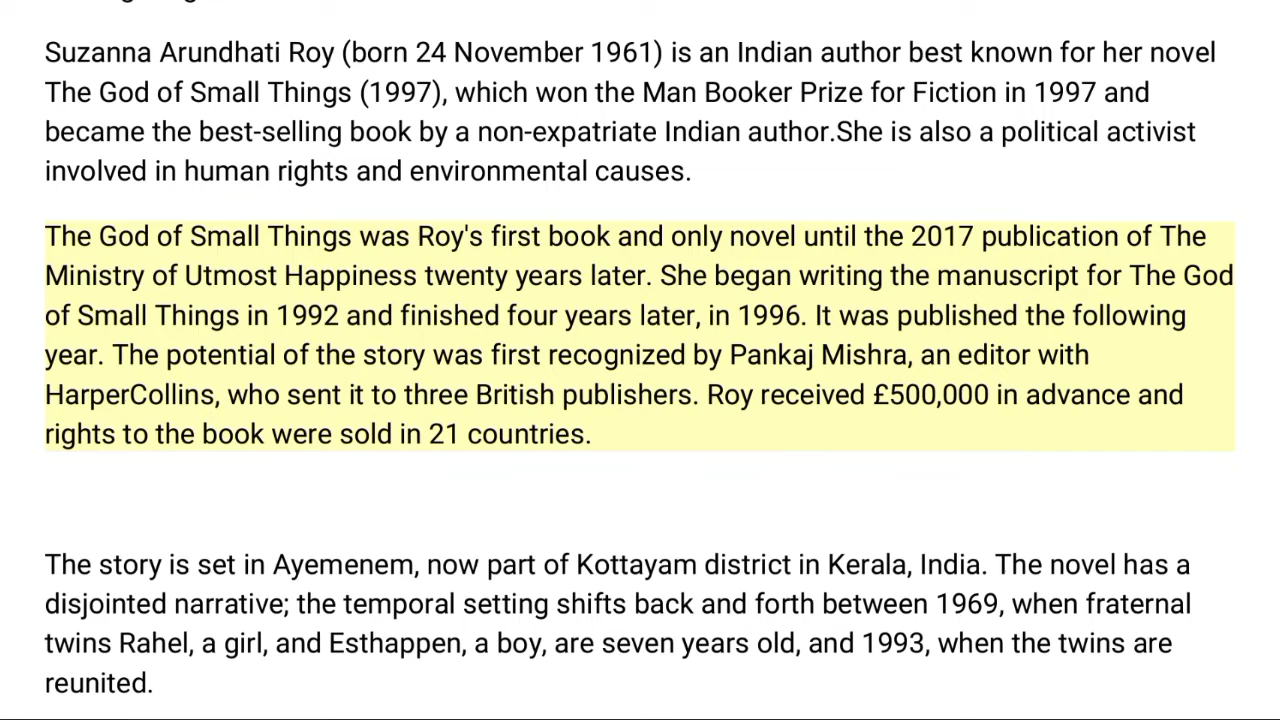 Suzanna Arundhati Roy (born 24 November 1961) is an Indian author best known for her novel
The God of Small Things (1997), which won the Man Booker Prize for Fiction in 1997 and
became the best-selling book by a non-expatriate Indian author.She is also a political activist
involved in human rights and environmental causes.
The God of Small Things was Roy's first book and only novel until the 2017 publication of The
Ministry of Utmost Happiness twenty years later. She began writing the manuscript for The God
of Small Things in 1992 and finished four years later, in 1996. It was published the following
year. The potential of the story was first recognized by Pankaj Mishra, an editor with
HarperCollins, who sent it to three British publishers. Roy received £500,000 in advance and
rights to the book were sold in 21 countries.
The story is set in Ayemenem, now part of Kottayam district in Kerala, India. The novel has a
disjointed narrative; the temporal setting shifts back and forth between 1969, when fraternal
twins Rahel, a girl, and Esthappen, a boy, are seven years old, and 1993, when the twins are
reunited.